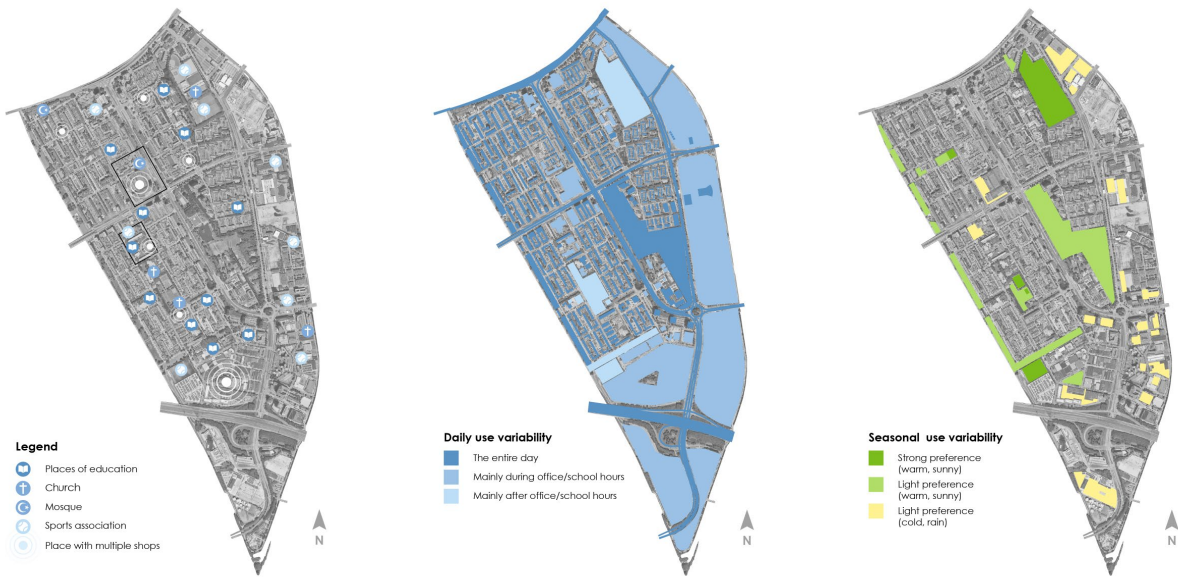 Legend
Places of education
Church
Mosque
Sports association
Place with multiple shops
N
Daily use variability
The entire day
Mainly during office/school hours
Mainly after office/school hours
N
Seasonal use variability
Strong preference
(warm, sunny)
Light preference
(warm, sunny)
Light preference
(cold, rain)
N